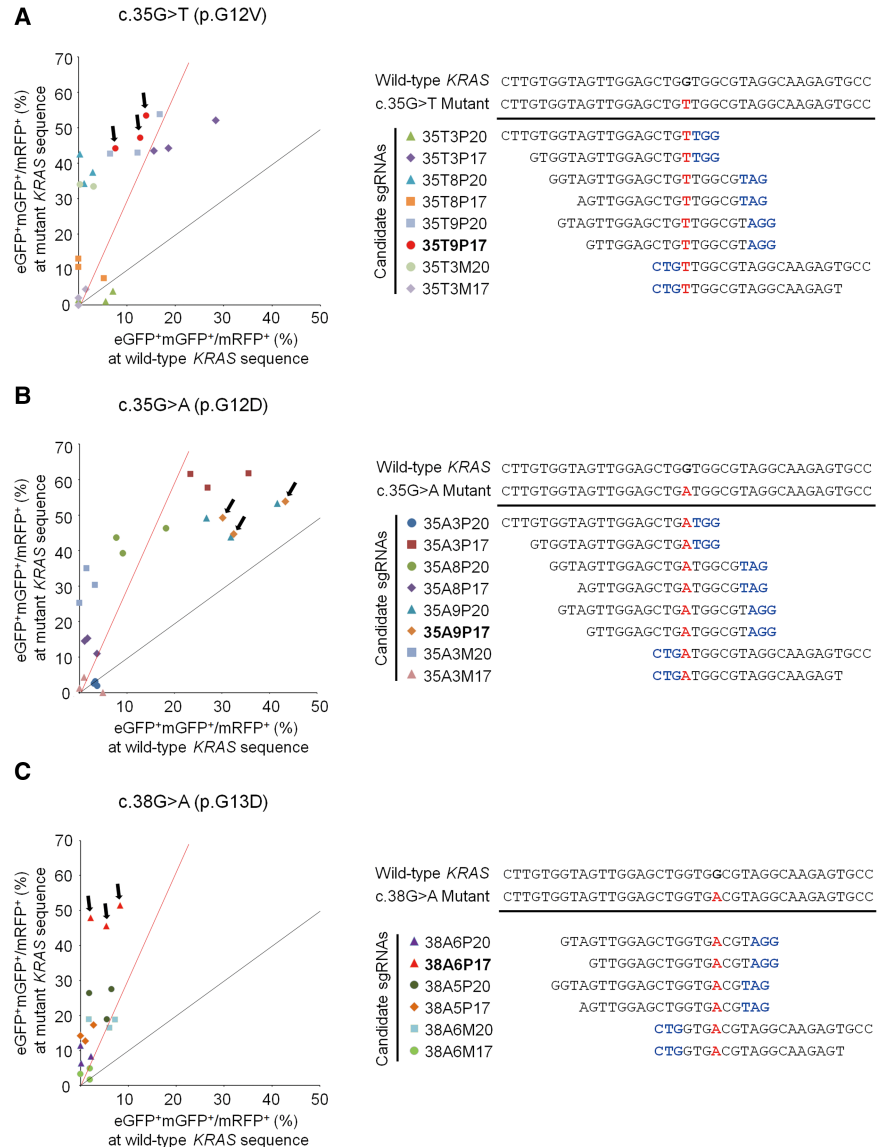 A
c.35G>T (p.G12V)
eGFP⁺mGFP⁺/mRFP⁺ (%)
at mutant KRAS sequence
70
60
50
40
30
20
10
0
10
20
30
40
50
eGFP⁺mGFP⁺/mRFP⁺ (%)
at wild-type KRAS sequence
Wild-type KRAS CTTGTGGTAGTTGGAGCTGGTGGCGTAGGCAAGAGTGCC
c.35G>T Mutant CTTGTGGTAGTTGGAGCTGTTGGCGTAGGCAAGAGTGCC
Candidate sgRNAs
35T3P20 CTTGTGGTAGTTGGAGCTGTTGG
35T3P17 GTGGTAGTTGGAGCTGTTGG
35T8P20 GGTAGTTGGAGCTGTTGGCGTAG
35T8P17 AGTTGGAGCTGTTGGCGTAG
35T9P20 GTAGTTGGAGCTGTTGGCGTAGG
35T9P17 GTTGGAGCTGTTGGCGTAGG
35T3M20 CTGTTGGCGTAGGCAAGAGTGCC
35T3M17 CTGTTGGCGTAGGCAAGAGT
B
c.35G>A (p.G12D)
eGFP⁺mGFP⁺/mRFP⁺ (%)
at mutant KRAS sequence
70
60
50
40
30
20
10
0
10
20
30
40
50
eGFP⁺mGFP⁺/mRFP⁺ (%)
at wild-type KRAS sequence
Wild-type KRAS CTTGTGGTAGTTGGAGCTGGTGGCGTAGGCAAGAGTGCC
c.35G>A Mutant CTTGTGGTAGTTGGAGCTGATGGCGTAGGCAAGAGTGCC
Candidate sgRNAs
35A3P20 CTTGTGGTAGTTGGAGCTGATGG
35A3P17 GTGGTAGTTGGAGCTGATGG
35A8P20 GGTAGTTGGAGCTGATGGCGTAG
35A8P17 AGTTGGAGCTGATGGCGTAG
35A9P20 GTAGTTGGAGCTGATGGCGTAGG
35A9P17 GTTGGAGCTGATGGCGTAGG
35A3M20 CTGATGGCGTAGGCAAGAGTGCC
35A3M17 CTGATGGCGTAGGCAAGAGT
C
c.38G>A (p.G13D)
eGFP⁺mGFP⁺/mRFP⁺ (%)
at mutant KRAS sequence
70
60
50
40
30
20
10
0
10
20
30
40
50
eGFP⁺mGFP⁺/mRFP⁺ (%)
at wild-type KRAS sequence
Wild-type KRAS CTTGTGGTAGTTGGAGCTGGTGGCGTAGGCAAGAGTGCC
c.38G>A Mutant CTTGTGGTAGTTGGAGCTGGTGACGTAGGCAAGAGTGCC
Candidate sgRNAs
38A6P20 GTAGTTGGAGCTGGTGACGTAGG
38A6P17 GTTGGAGCTGGTGACGTAGG
38A5P20 GGTAGTTGGAGCTGGTGACGTAG
38A5P17 AGTTGGAGCTGGTGACGTAG
38A6M20 CTGGTGACGTAGGCAAGAGTGCC
38A6M17 CTGGTGACGTAGGCAAGAGT